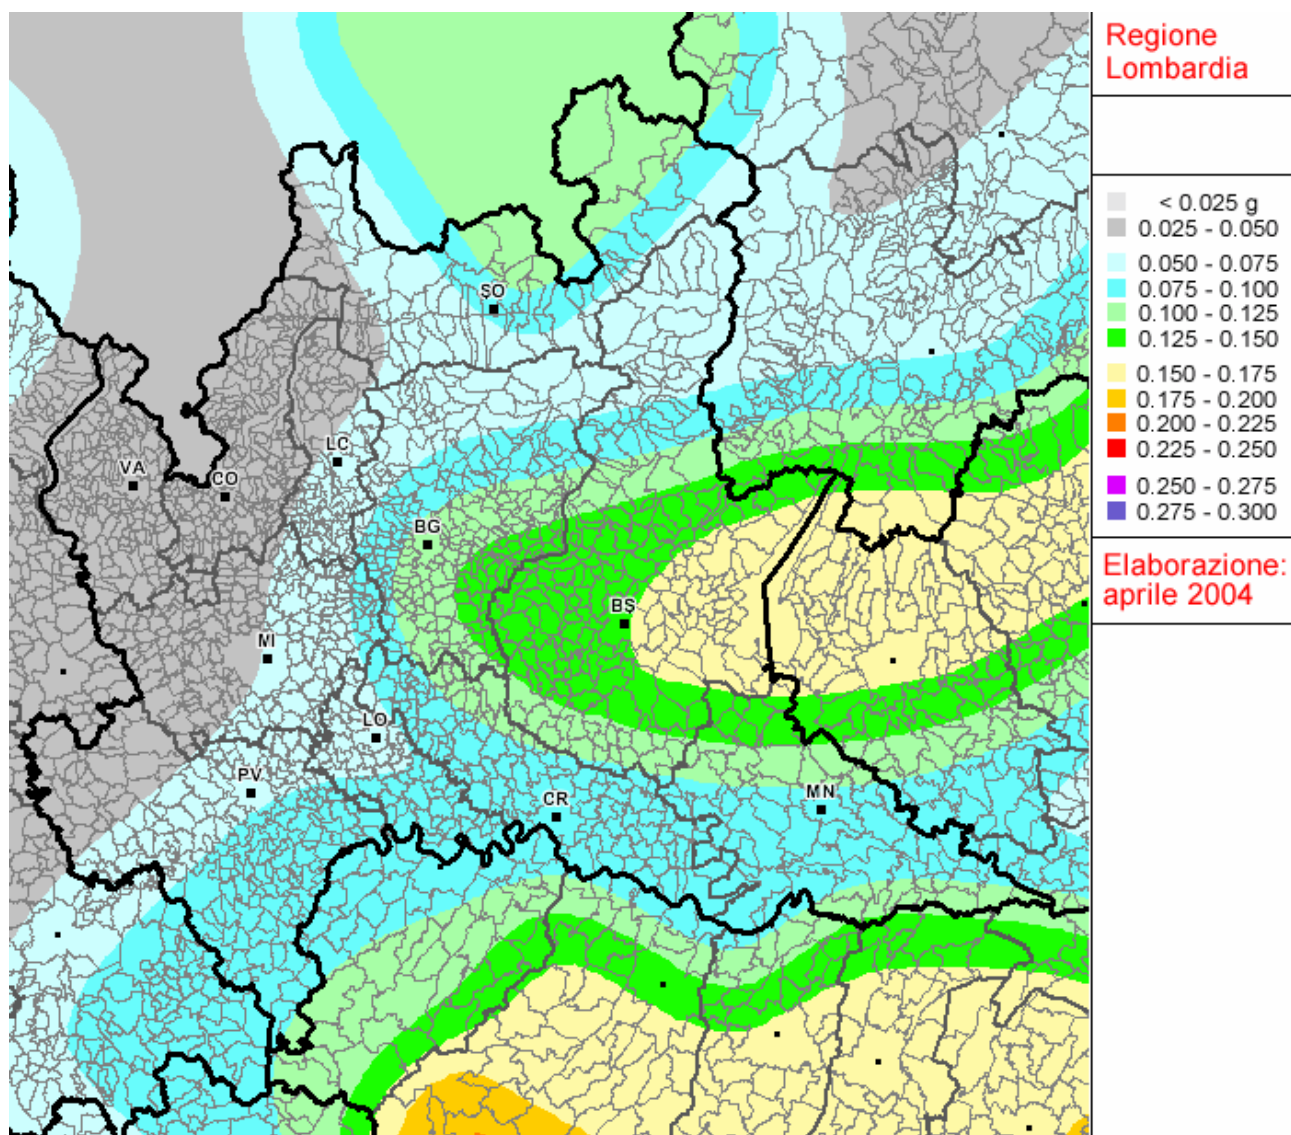 Regione
Lombardia
< 0.025 g
0.025 - 0.050
0.050 - 0.075
0.075 - 0.100
0.100 - 0.125
0.125 - 0.150
0.150 - 0.175
0.175 - 0.200
0.200 - 0.225
0.225 - 0.250
0.250 - 0.275
0.275 - 0.300
Elaborazione:
aprile 2004
SO
LC
VA
CO
BG
BS
MI
LO
PV
CR
MN